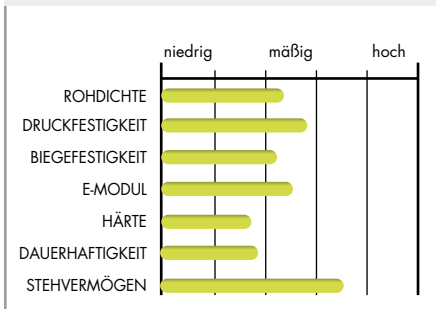 niedrig mäßig hoch
ROHDICHTE
DRUCKFESTIGKEIT
BIEGEFESTIGKEIT
E-MODUL
HÄRTE
DAUERHAFTIGKEIT
STEHVERMÖGEN